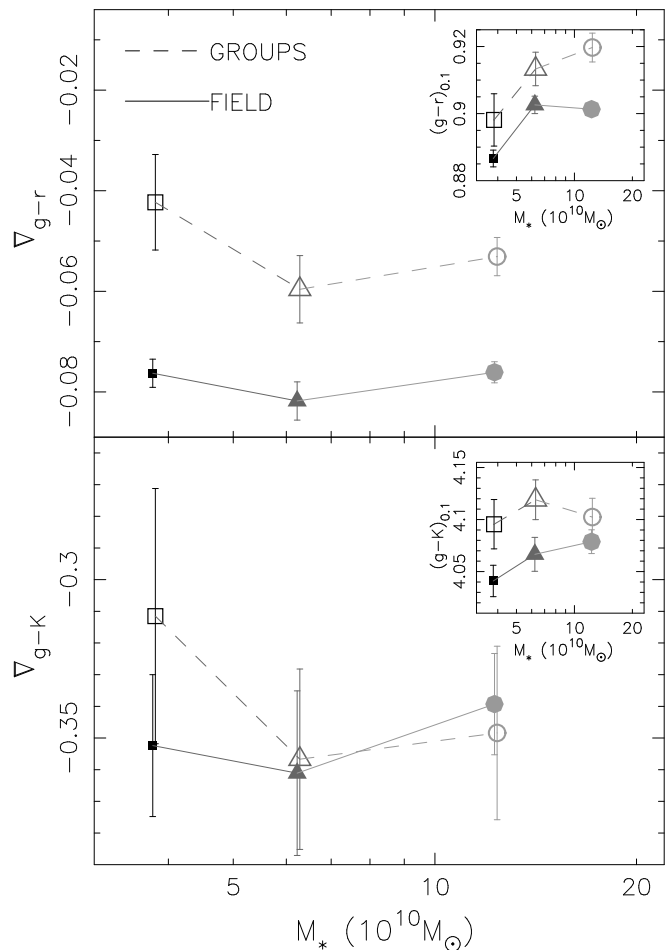 GROUPS
FIELD
∇g−r
−0.02
−0.04
−0.06
−0.08
(g−r)0.1
0.92
0.9
0.88
5 10 20
M* (10^10 M⊙)
∇g−K
−0.3
−0.35
(g−K)0.1
4.15
4.1
4.05
5 10 20
M* (10^10 M⊙)
5 10 20
M* (10^10 M⊙)